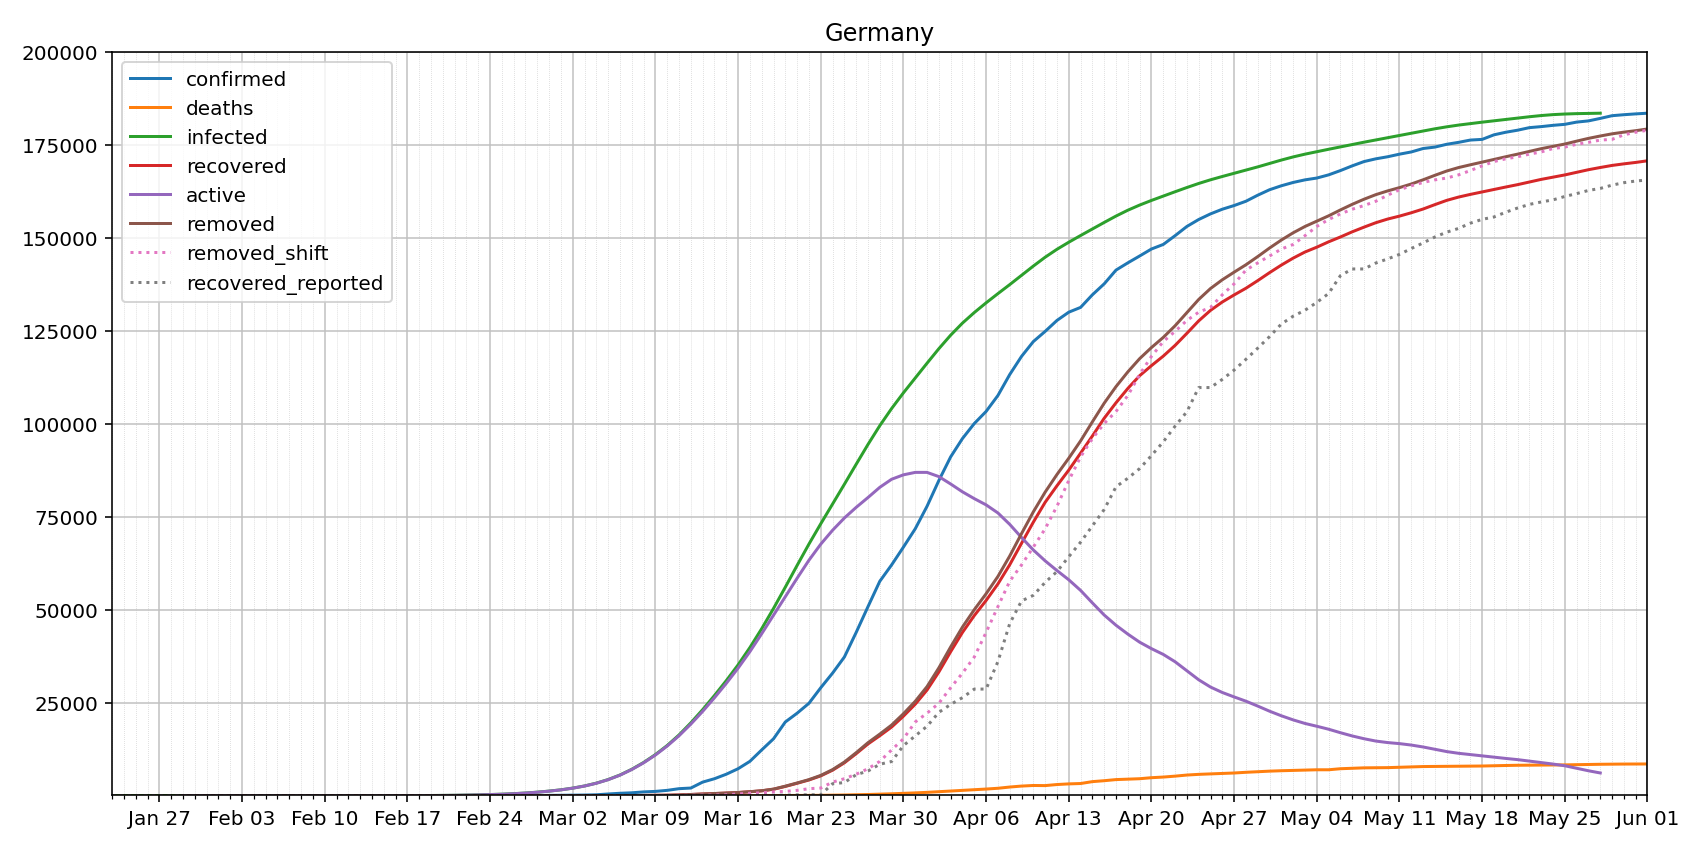 Germany
200000
175000
150000
125000
100000
75000
50000
25000
confirmed
deaths
infected
recovered
active
removed
removed_shift
recovered_reported
Jan 27 Feb 03 Feb 10 Feb 17 Feb 24 Mar 02 Mar 09 Mar 16 Mar 23 Mar 30 Apr 06 Apr 13 Apr 20 Apr 27 May 04 May 11 May 18 May 25 Jun 01